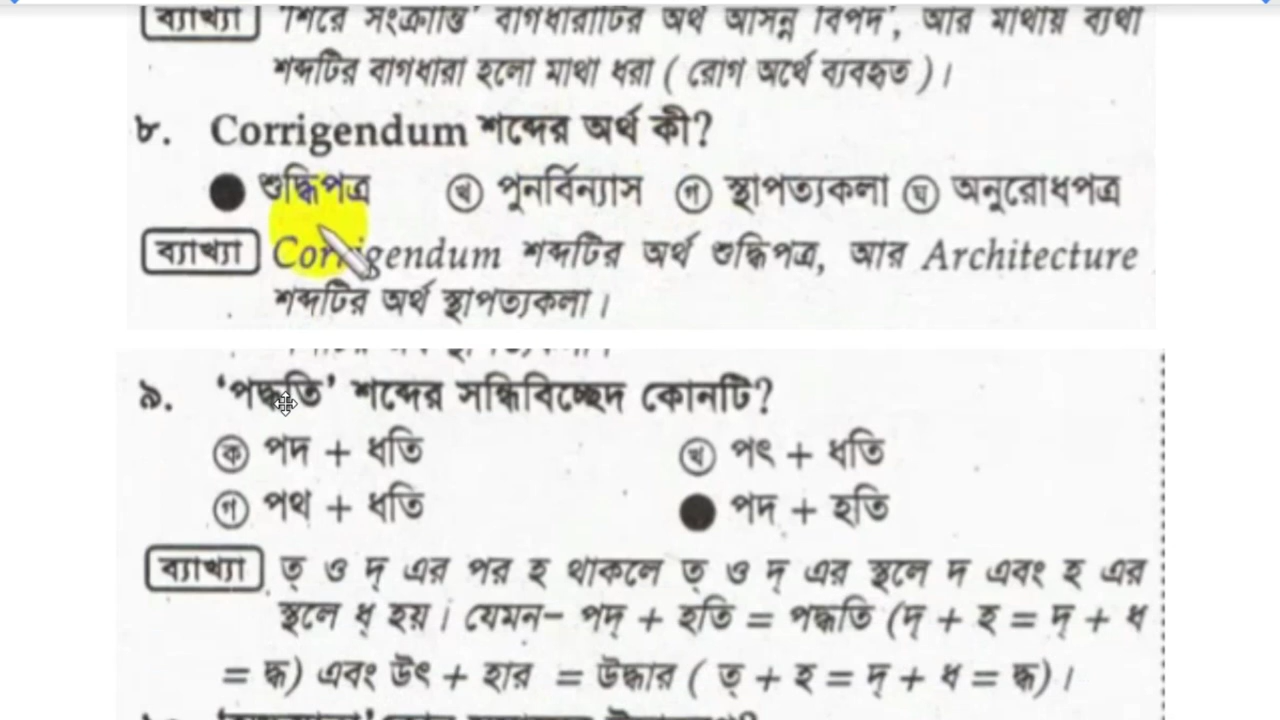 ব্যাখ্যা 'শিরে সংক্রান্তি' বাগধারাটির অর্থ আসন্ন বিপদ', আর মাথায় ব্যথা
শব্দটির বাগধারা হলো মাথা ধরা ( রোগ অর্থে ব্যবহৃত )।
৮. Corrigendum শব্দের অর্থ কী?
শুদ্ধিপত্র খ পুনর্বিন্যাস গ স্থাপত্যকলা ঘ অনুরোধপত্র
ব্যাখ্যা Corrigendum শব্দটির অর্থ শুদ্ধিপত্র, আর Architecture
শব্দটির অর্থ স্থাপত্যকলা।
৯. 'পদ্ধতি' শব্দের সন্ধিবিচ্ছেদ কোনটি?
ক পদ + ধতি খ পৎ + ধতি
গ পথ + ধতি পদ + হতি
ব্যাখ্যা ত্ ও দ্ এর পর হ থাকলে ত্ ও দ্ এর স্থলে দ এবং হ এর
স্থলে ধ্ হয়। যেমন- পদ্ + হতি = পদ্ধতি (দ্ + হ = দ্ + ধ
= দ্ধ) এবং উৎ + হার = উদ্ধার ( ত্ + হ = দ্ + ধ = দ্ধ)।